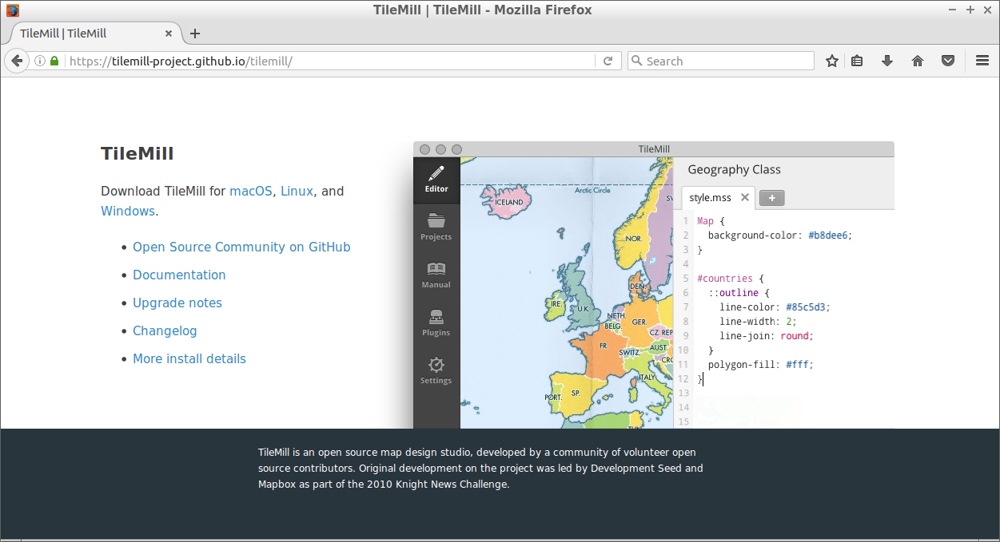 TileMill | TileMill - Mozilla Firefox
TileMill | TileMill
https://tilemill-project.github.io/tilemill/
Search
TileMill
Download TileMill for macOS, Linux, and
Windows.
Open Source Community on GitHub
Documentation
Upgrade notes
Changelog
More install details
TileMill
Editor
Projects
Manual
Plugins
Settings
Arctic Circle
ICELAND
NOR.
DEN.
IRE.
U.K.
NETH.
BELG.
GER.
CZ. REP
FR.
SWITZ.
AUST.
CRO
ITALY
PORT.
SP.
TUN
Geography Class
style.mss
1 Map {
2 background-color: #b8dee6;
3 }
4
5 #countries {
6 ::outline {
7 line-color: #85c5d3;
8 line-width: 2;
9 line-join: round;
10 }
11 polygon-fill: #fff;
12 }
13
14
15
TileMill is an open source map design studio, developed by a community of volunteer open
source contributors. Original development on the project was led by Development Seed and
Mapbox as part of the 2010 Knight News Challenge.